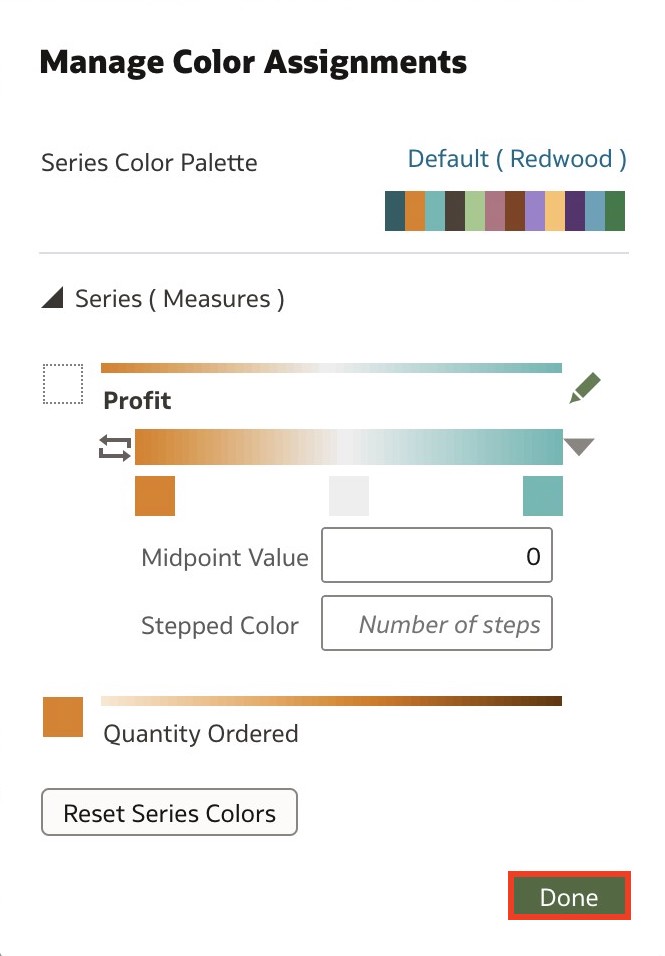 Manage Color Assignments
Series Color Palette
Default ( Redwood )
Series ( Measures )
Profit
Midpoint Value
0
Stepped Color
Number of steps
Quantity Ordered
Reset Series Colors
Done